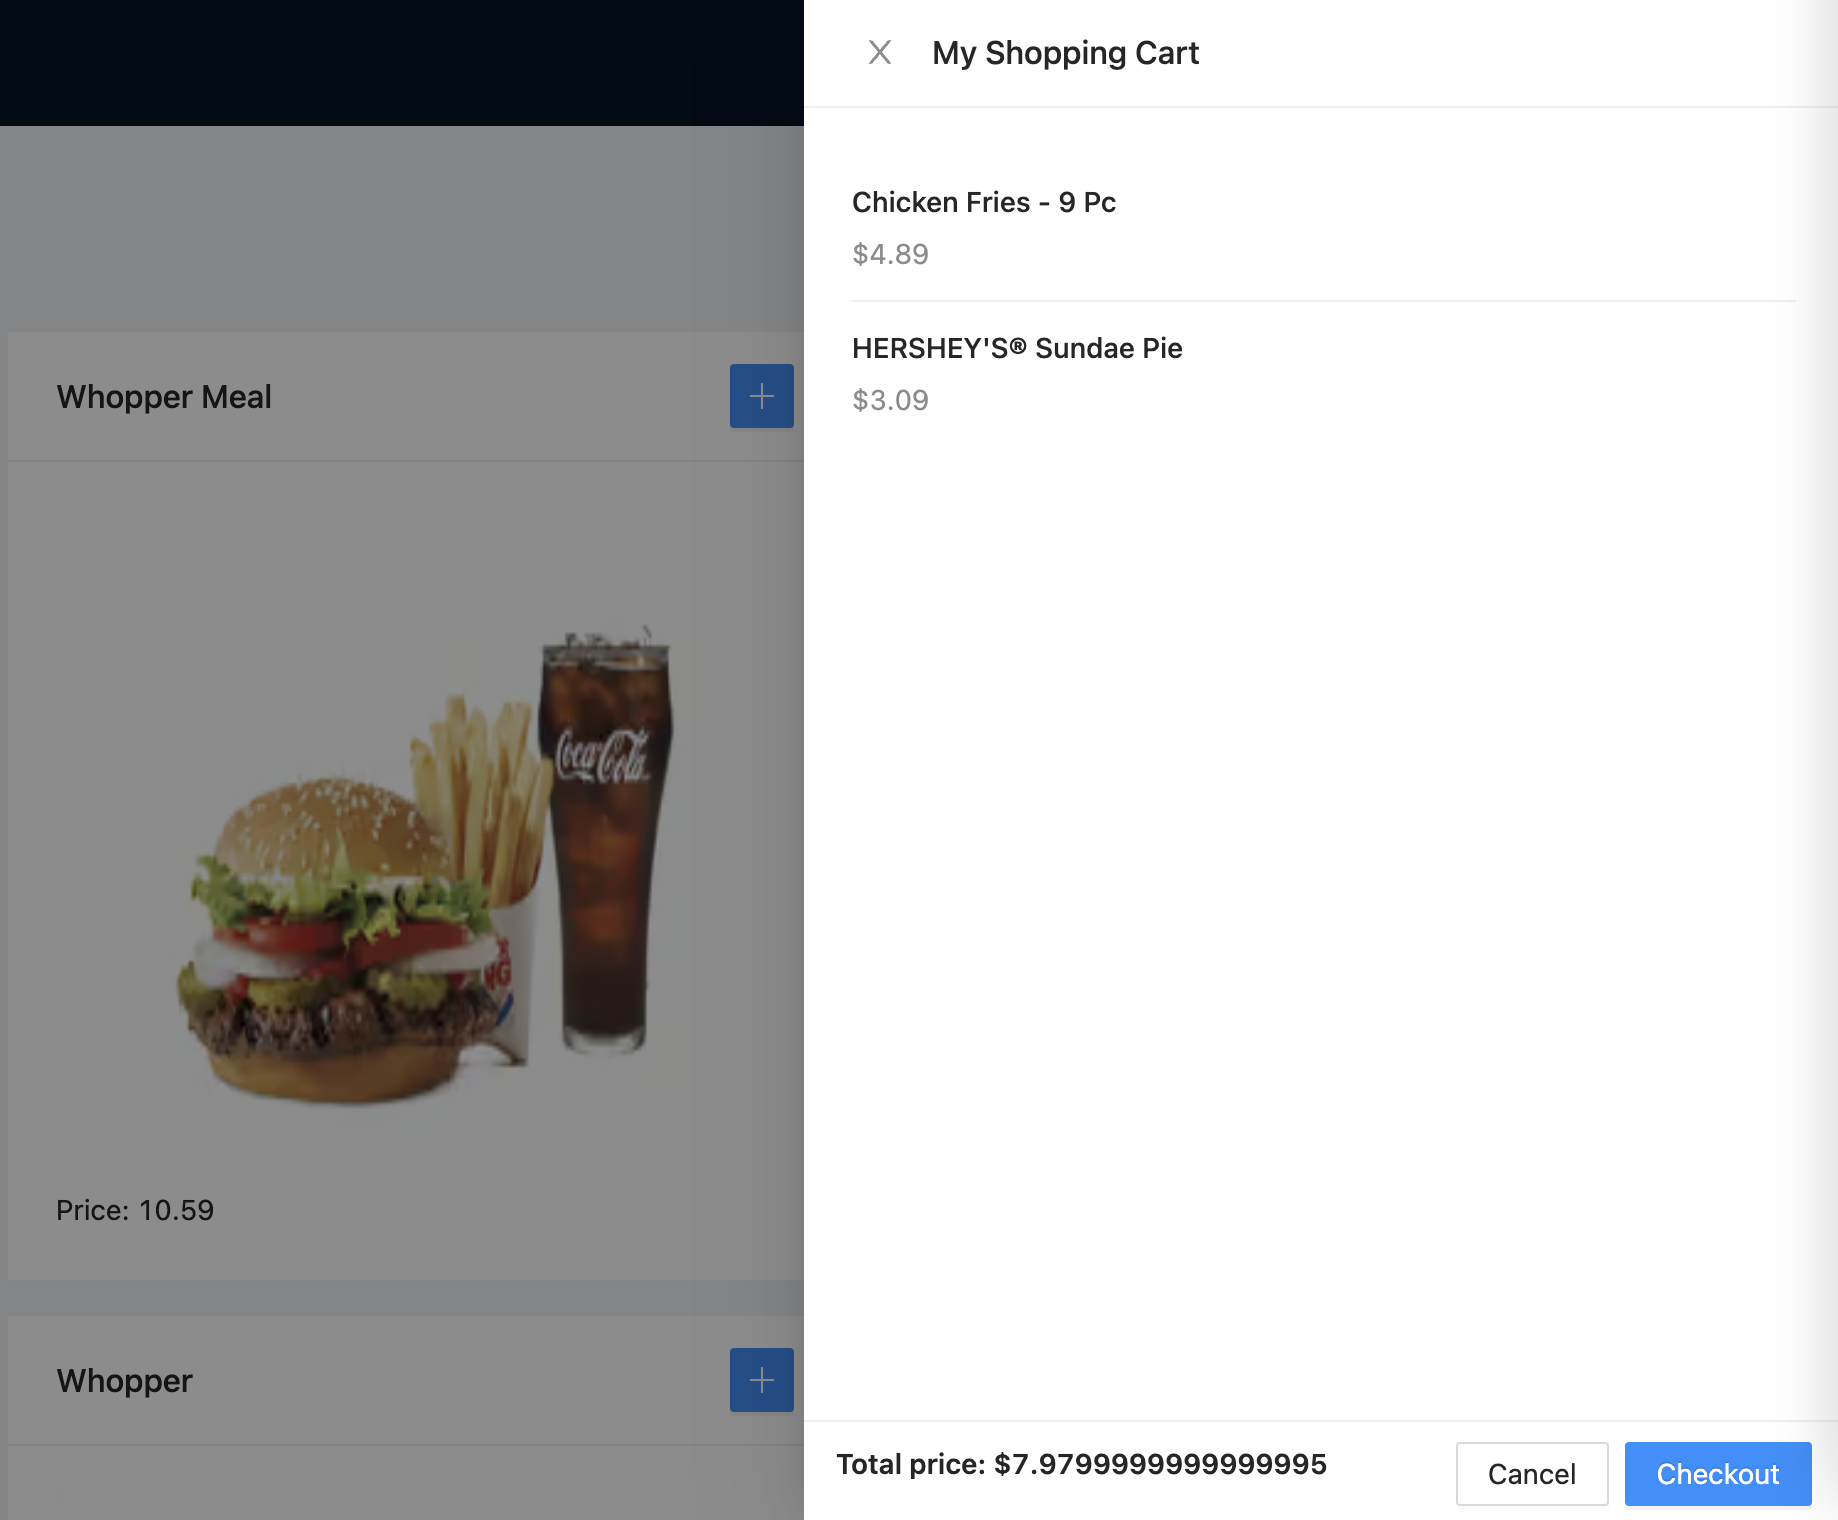 My Shopping Cart
Chicken Fries - 9 Pc
$4.89
HERSHEY'S® Sundae Pie
$3.09
Whopper Meal
Coca-Cola
NG
Price: 10.59
Whopper
Total price: $7.9799999999999995
Cancel
Checkout